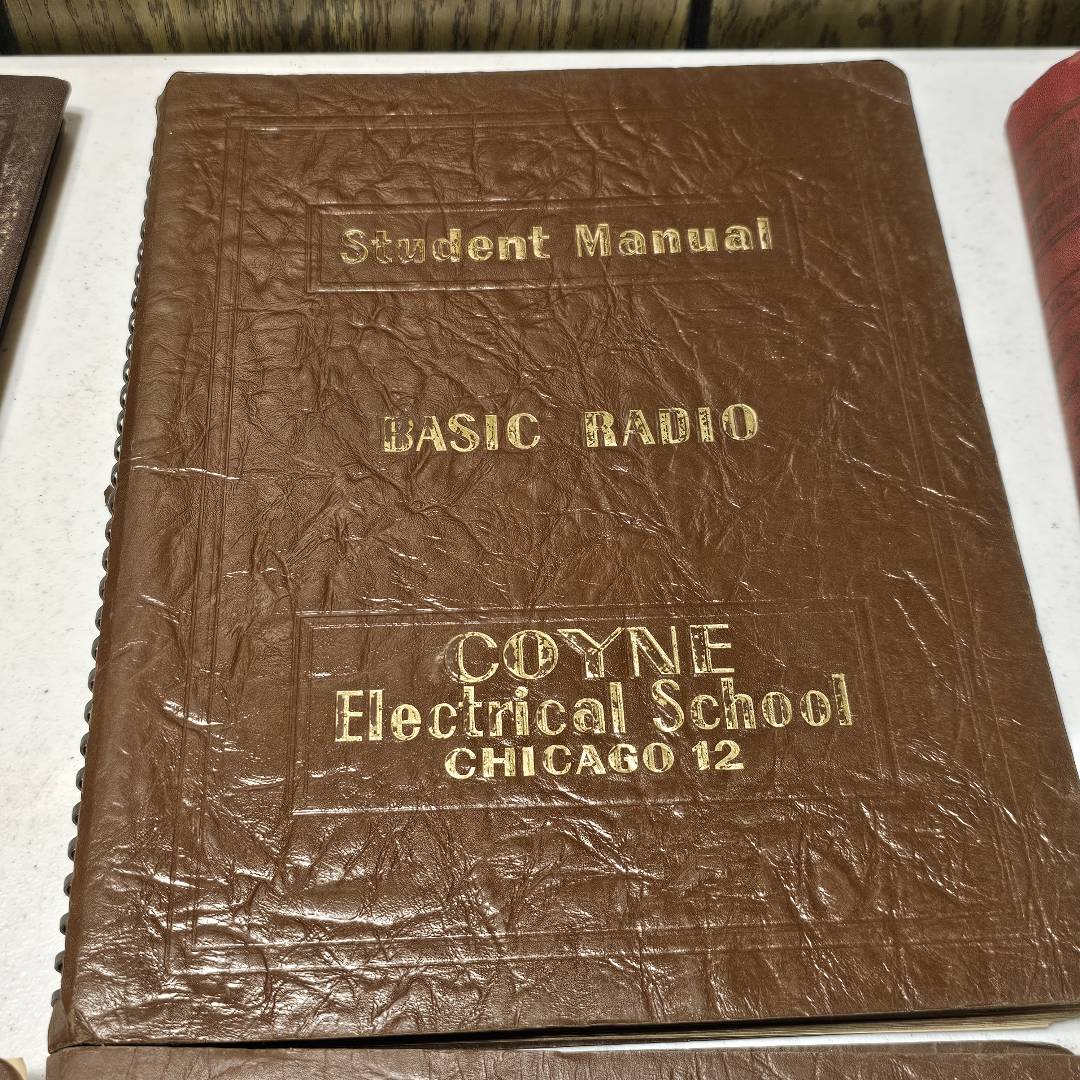 Student Manual
BASIC RADIO
COYNE
Electrical School
CHICAGO 12